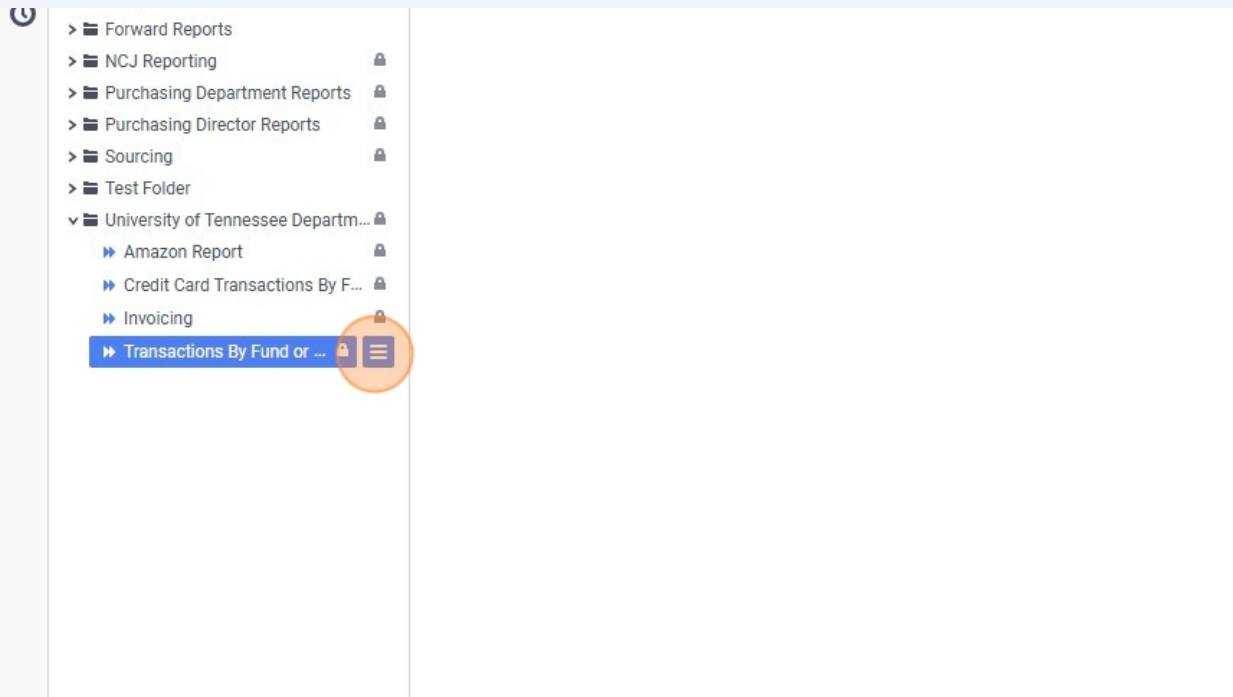 Forward Reports
NCJ Reporting
Purchasing Department Reports
Purchasing Director Reports
Sourcing
Test Folder
University of Tennessee Departm...
Amazon Report
Credit Card Transactions By F...
Invoicing
Transactions By Fund or ...